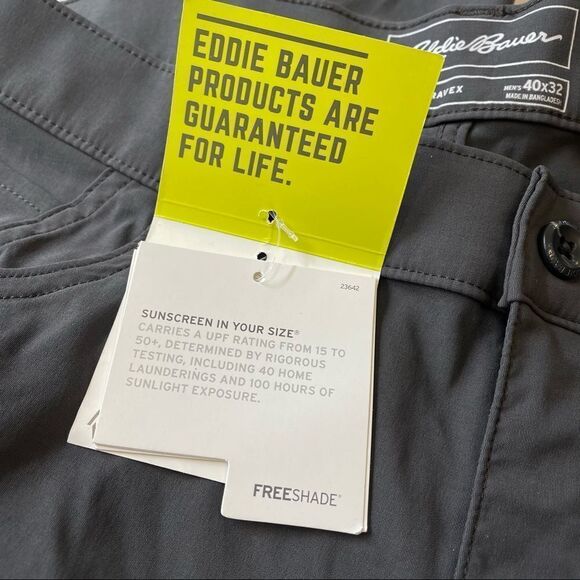 EDDIE BAUER
PRODUCTS ARE
GUARANTEED
FOR LIFE.
Eddie Bauer
RAVEX
MEN'S 40x32
MADE IN BANGLADESH
23642
SUNSCREEN IN YOUR SIZE®
CARRIES A UPF RATING FROM 15 TO
50+, DETERMINED BY RIGOROUS
TESTING, INCLUDING 40 HOME
LAUNDERINGS AND 100 HOURS OF
SUNLIGHT EXPOSURE.
FREESHADE®